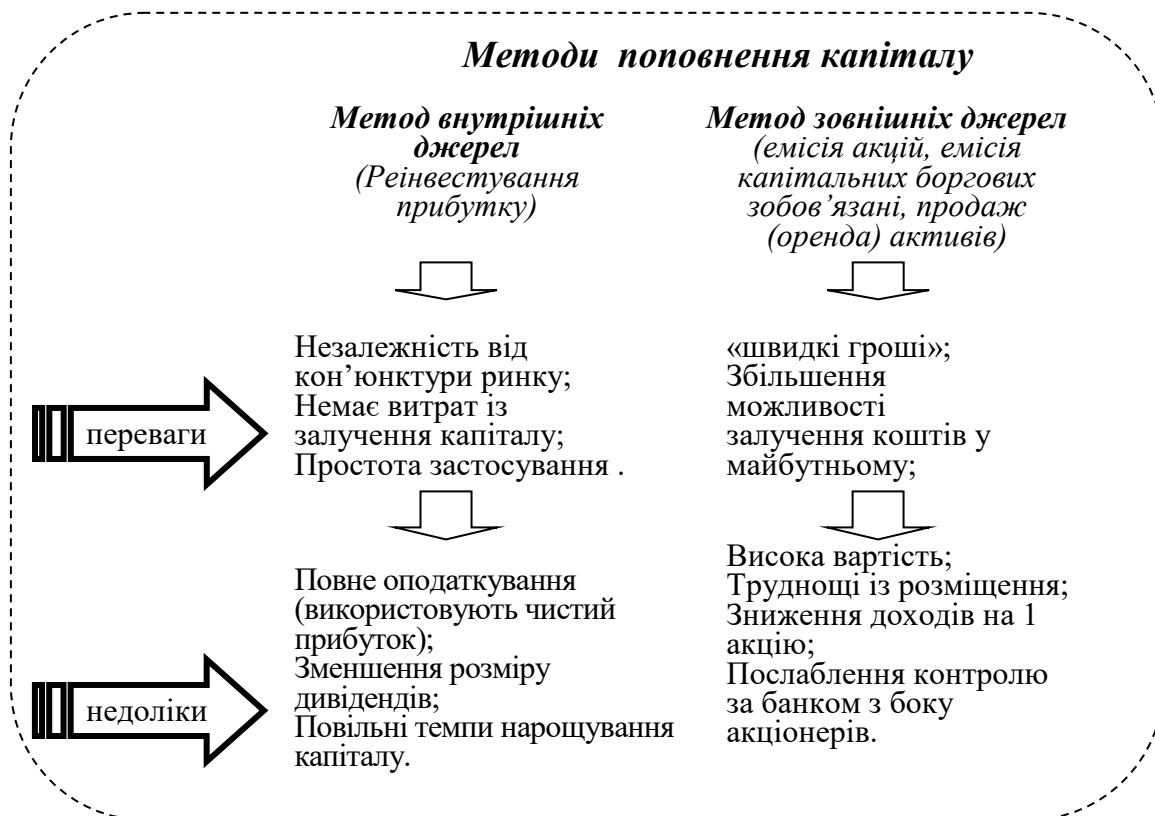 Методи поповнення капіталу
Метод внутрішніх
джерел
(Реінвестування
прибутку)
Метод зовнішніх джерел
(емісія акцій, емісія
капітальних боргових
зобов’язані, продаж
(оренда) активів)
переваги
Незалежність від
кон’юнктури ринку;
Немає витрат із
залучення капіталу;
Простота застосування .
«швидкі гроші»;
Збільшення
можливості
залучення коштів у
майбутньому;
недоліки
Повне оподаткування
(використовують чистий
прибуток);
Зменшення розміру
дивідендів;
Повільні темпи нарощування
капіталу.
Висока вартість;
Труднощі із розміщення;
Зниження доходів на 1
акцію;
Послаблення контролю
за банком з боку
акціонерів.